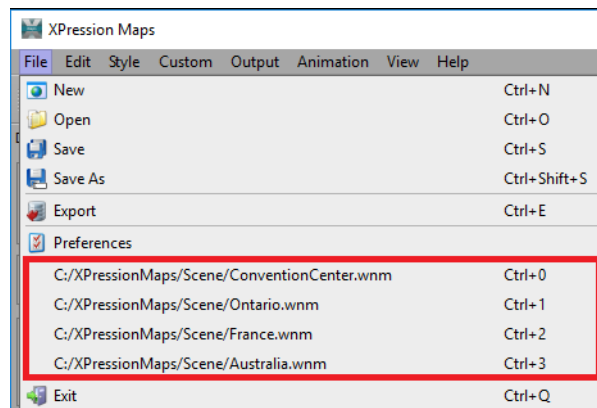 XPression Maps
File Edit Style Custom Output Animation View Help
New Ctrl+N
Open Ctrl+O
Save Ctrl+S
Save As Ctrl+Shift+S
Export Ctrl+E
Preferences
C:/XPressionMaps/Scene/ConventionCenter.wnm Ctrl+0
C:/XPressionMaps/Scene/Ontario.wnm Ctrl+1
C:/XPressionMaps/Scene/France.wnm Ctrl+2
C:/XPressionMaps/Scene/Australia.wnm Ctrl+3
Exit Ctrl+Q